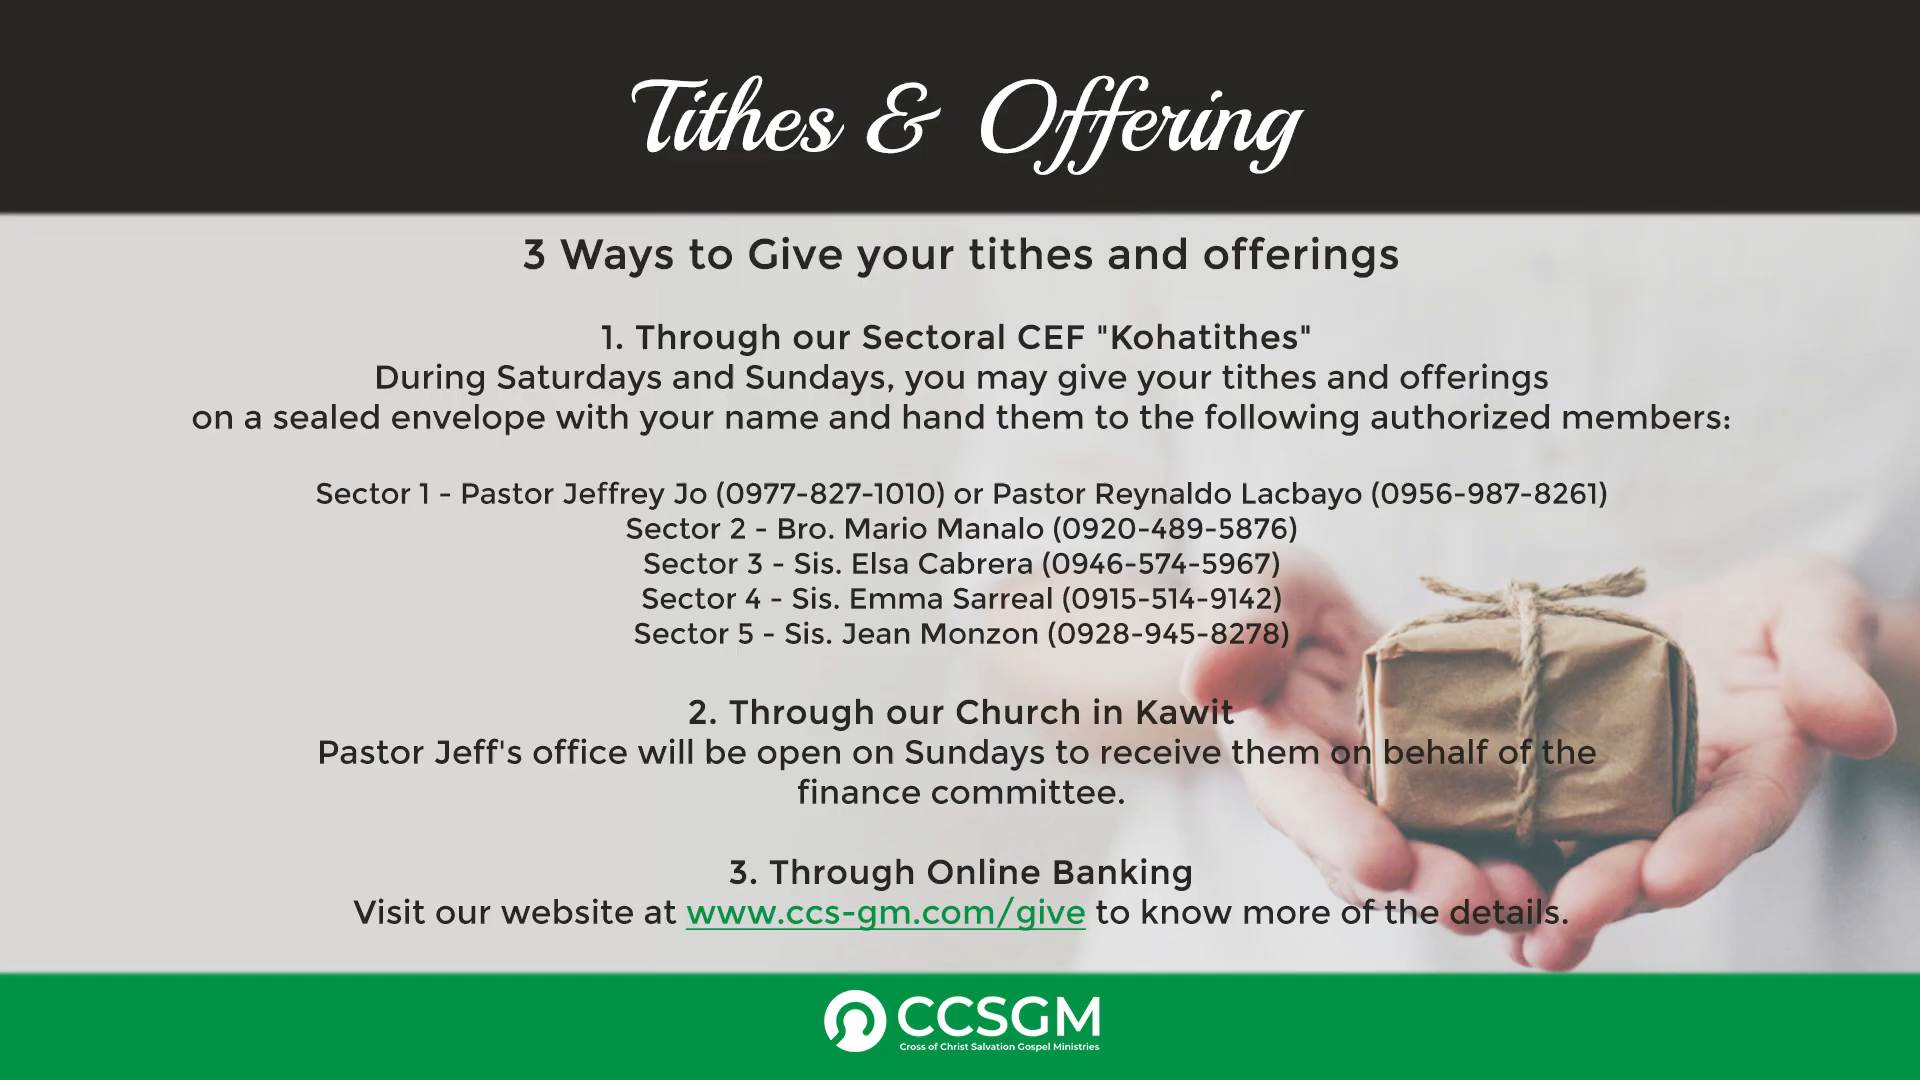 Tithes & Offering
3 Ways to Give your tithes and offerings
1. Through our Sectoral CEF "Kohatithes"
During Saturdays and Sundays, you may give your tithes and offerings
on a sealed envelope with your name and hand them to the following authorized members:
Sector 1 - Pastor Jeffrey Jo (0977-827-1010) or Pastor Reynaldo Lacbayo (0956-987-8261)
Sector 2 - Bro. Mario Manalo (0920-489-5876)
Sector 3 - Sis. Elsa Cabrera (0946-574-5967)
Sector 4 - Sis. Emma Sarreal (0915-514-9142)
Sector 5 - Sis. Jean Monzon (0928-945-8278)
2. Through our Church in Kawit
Pastor Jeff's office will be open on Sundays to receive them on behalf of the
finance committee.
3. Through Online Banking
Visit our website at www.ccs-gm.com/give to know more of the details.
CCSGM
Cross of Christ Salvation Gospel Ministries